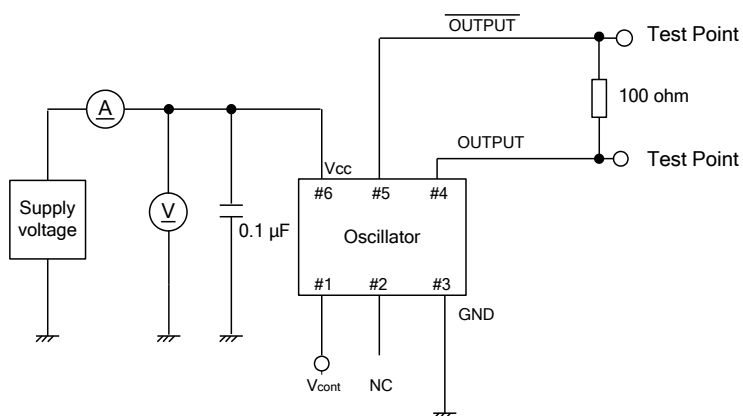 OUTPUT
Test Point
A
100 ohm
OUTPUT
Test Point
Vcc
#6 #5 #4
Supply
voltage
V
0.1 µF
Oscillator
#1 #2 #3
GND
Vcont
NC